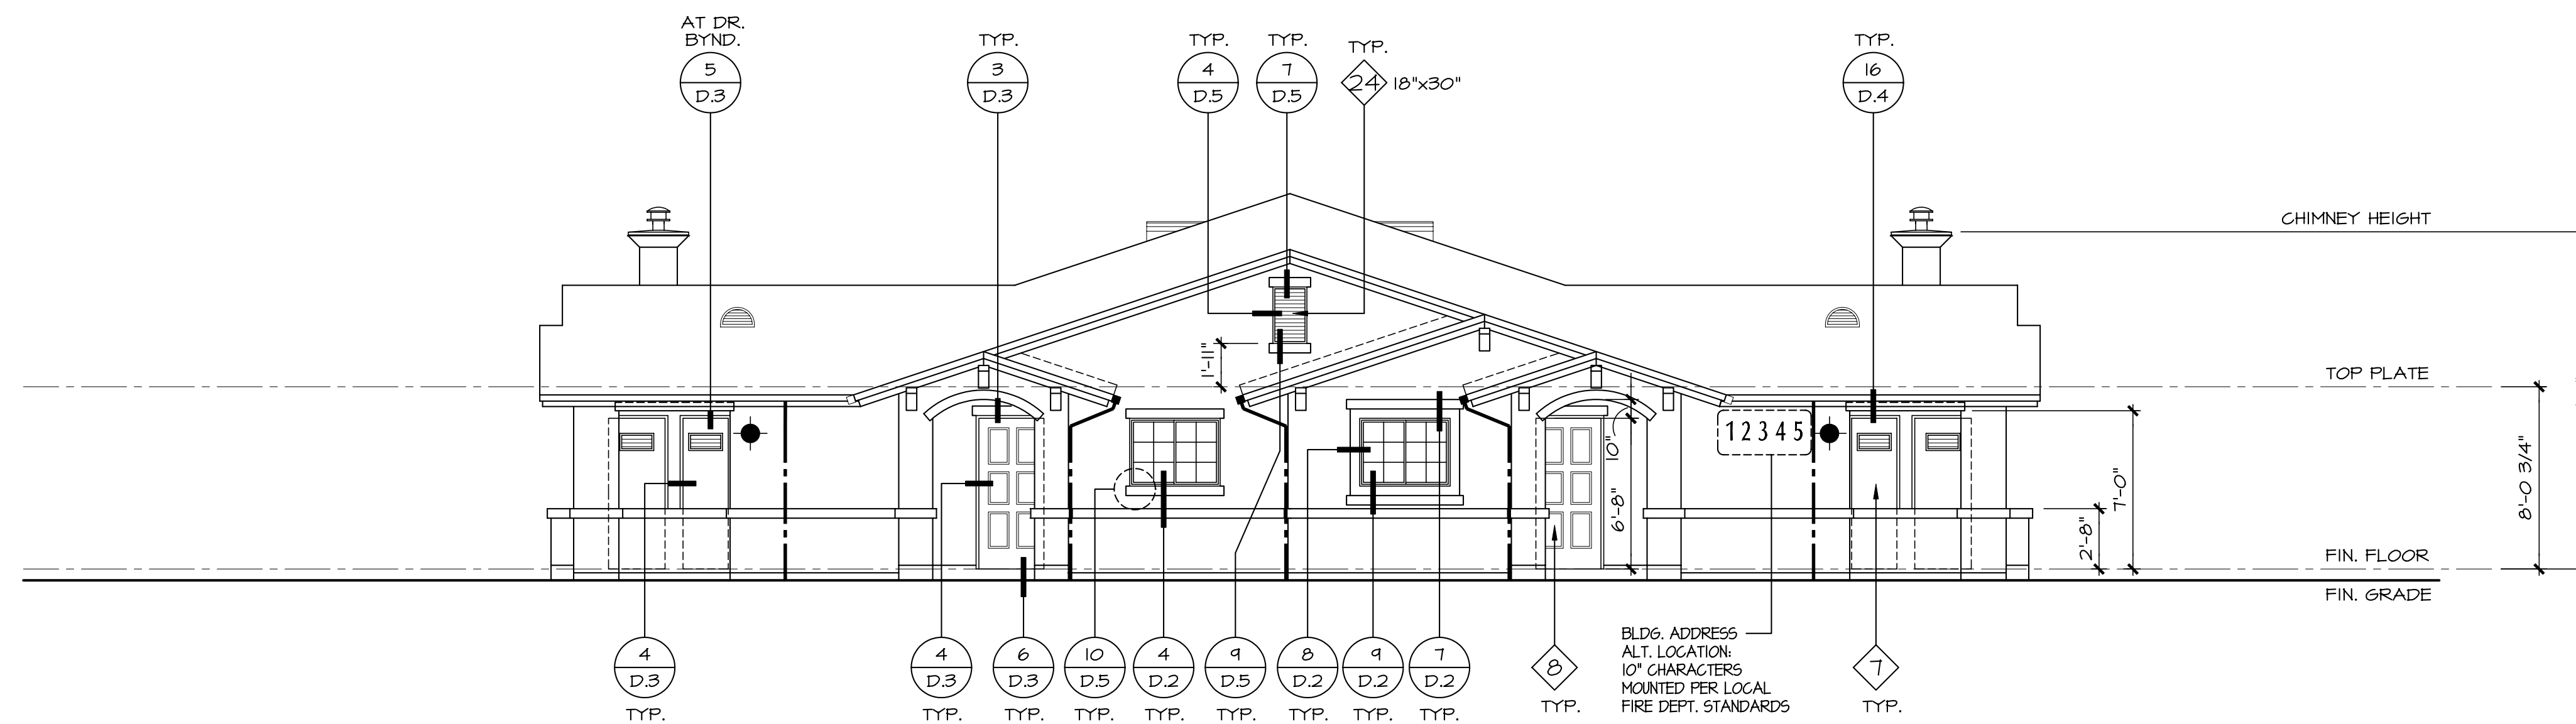 AT DR.
BYND.
5
D.3
TYP.
3
D.3
TYP.
4
D.5
TYP.
7
D.5
TYP.
24 18"x30"
TYP.
16
D.4
CHIMNEY HEIGHT
1'-11"
TOP PLATE
12345
10"
6'-8"
2'-8"
7'-0"
8'-0 3/4"
FIN. FLOOR
FIN. GRADE
4
D.3
TYP.
4
D.3
TYP.
6
D.3
TYP.
10
D.5
TYP.
4
D.2
TYP.
9
D.5
TYP.
8
D.2
TYP.
9
D.2
TYP.
7
D.2
TYP.
8
TYP.
BLDG. ADDRESS
ALT. LOCATION:
10" CHARACTERS
MOUNTED PER LOCAL
FIRE DEPT. STANDARDS
7
TYP.